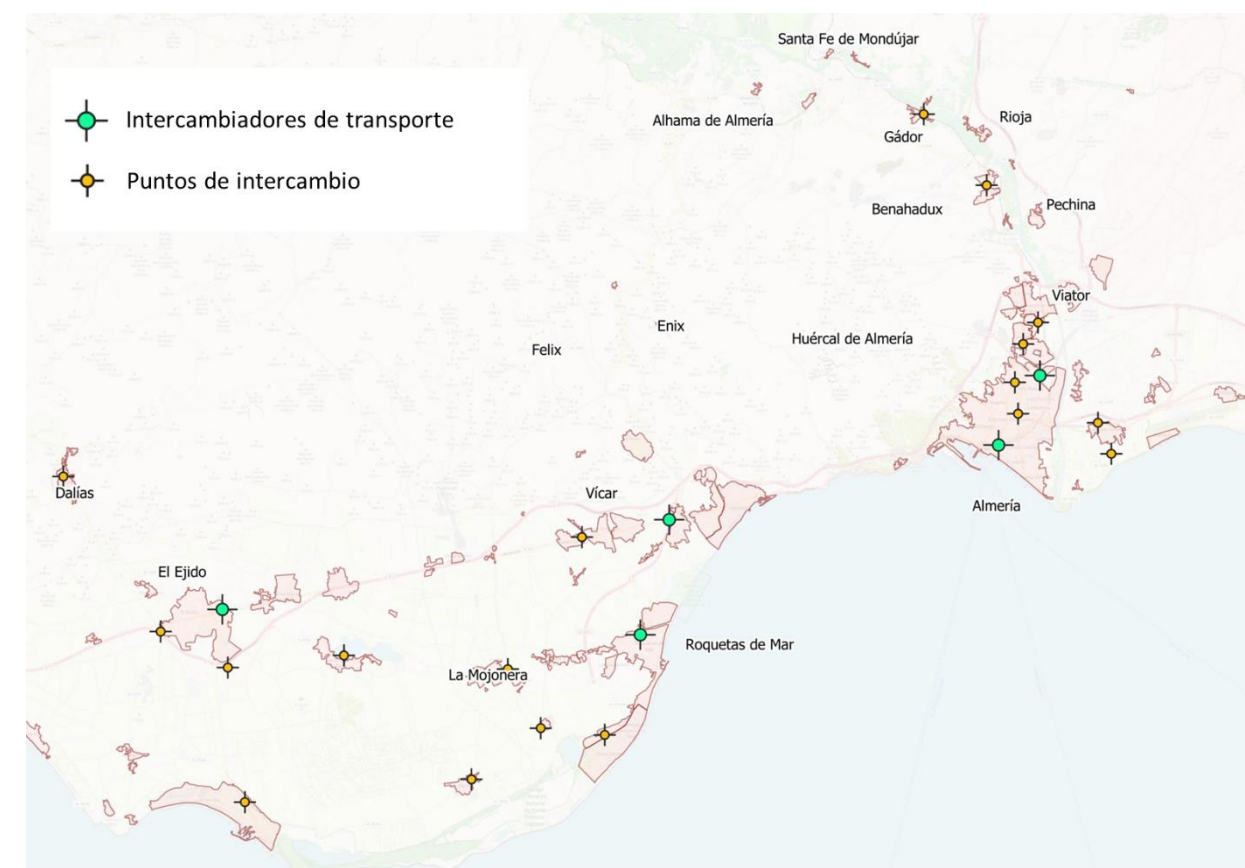 Santa Fe de Mondújar
Intercambiadores de transporte
Alhama de Almería
Rioja
Gádor
Puntos de intercambio
Benahadux
Pechina
Viator
Enix
Huércal de Almería
Felix
Dalías
Vícar
Almería
El Ejido
Roquetas de Mar
La Mojonera